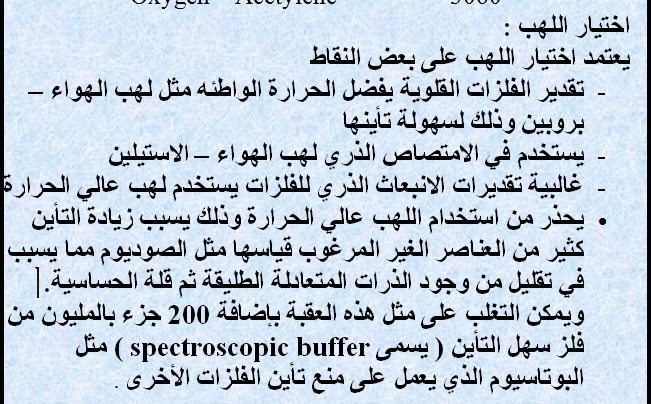 Oxygen – Acetylene 3060
اختيار اللهب :
يعتمد اختيار اللهب على بعض النقاط
- تقدير الفلزات القلوية يفضل الحرارة الواطئه مثل لهب الهواء –
بروبين وذلك لسهولة تأينها
- يستخدم في الامتصاص الذري لهب الهواء – الاستيلين
- غالبية تقديرات الانبعاث الذري للفلزات يستخدم لهب عالي الحرارة
• يحذر من استخدام اللهب عالي الحرارة وذلك يسبب زيادة التأين
كثير من العناصر الغير المرغوب قياسها مثل الصوديوم مما يسبب
في تقليل من وجود الذرات المتعادلة الطليقة ثم قلة الحساسية.
ويمكن التغلب على مثل هذه العقبة بإضافة 200 جزء بالمليون من
فلز سهل التأين ( يسمى spectroscopic buffer ) مثل
البوتاسيوم الذي يعمل على منع تأين الفلزات الأخرى .